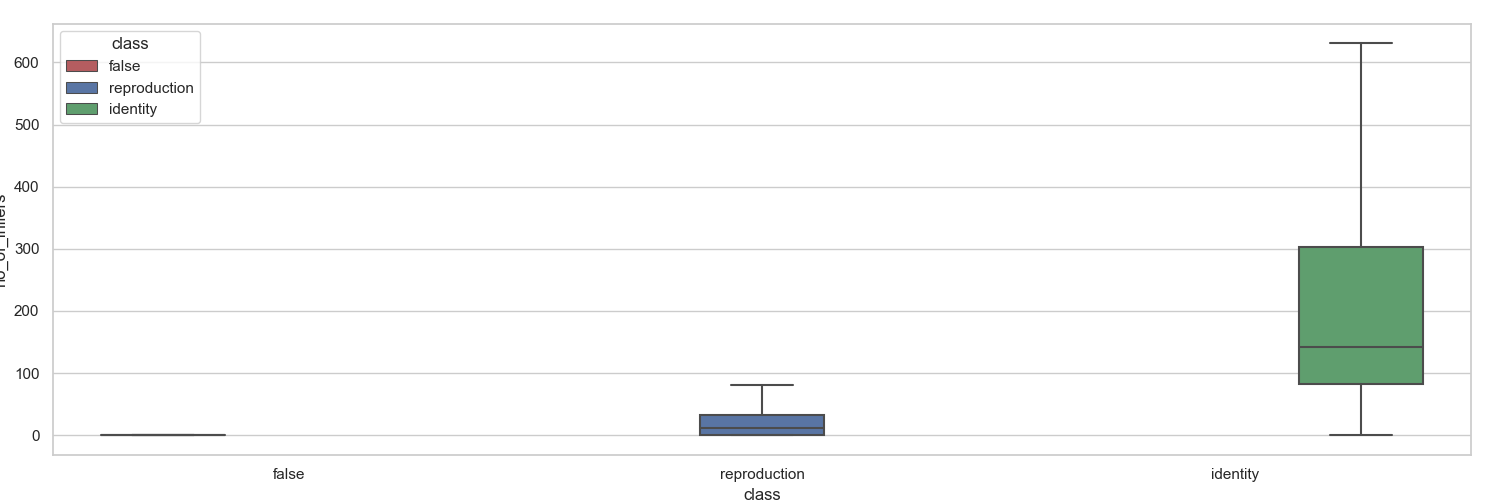 class
false
reproduction
identity
600
500
400
300
200
100
0
false
reproduction
identity
class